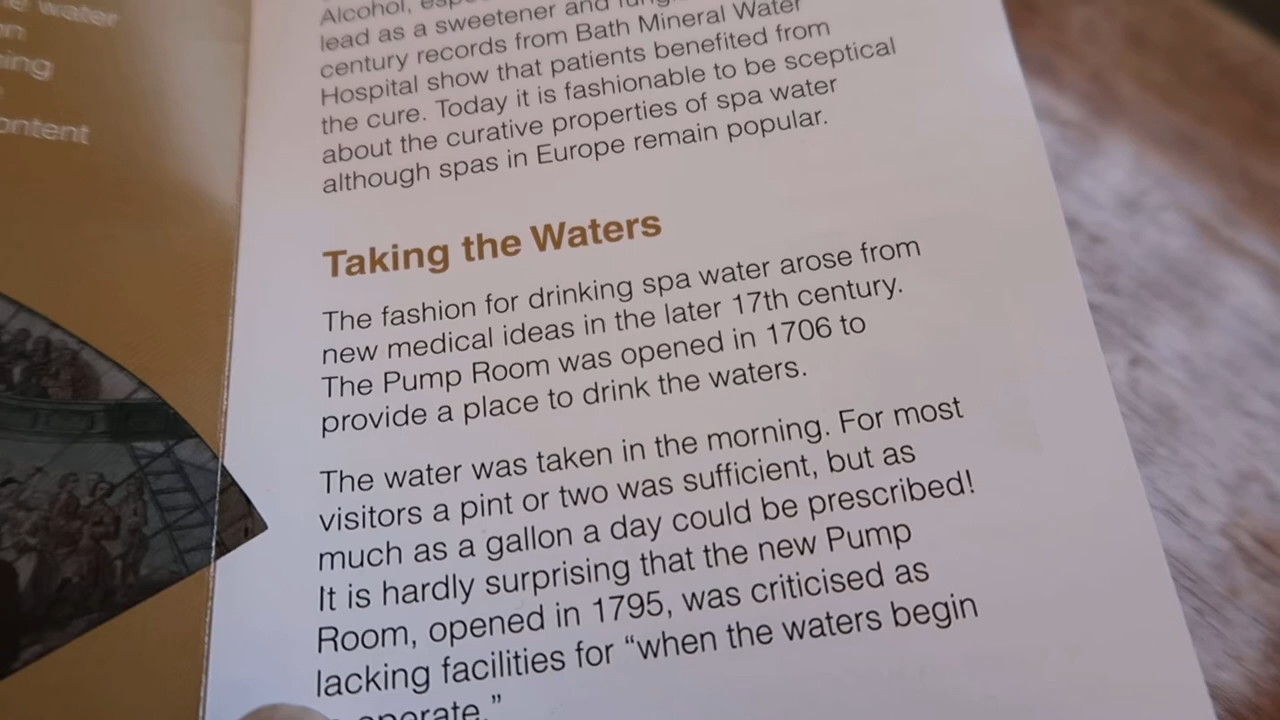 water
ing
ontent
Alcohol,
lead as a sweetener and
century records from Bath Mineral Water
Hospital show that patients benefited from
the cure. Today it is fashionable to be sceptical
about the curative properties of spa water
although spas in Europe remain popular.
Taking the Waters
The fashion for drinking spa water arose from
new medical ideas in the later 17th century.
The Pump Room was opened in 1706 to
provide a place to drink the waters.
The water was taken in the morning. For most
visitors a pint or two was sufficient, but as
much as a gallon a day could be prescribed!
It is hardly surprising that the new Pump
Room, opened in 1795, was criticised as
lacking facilities for “when the waters begin